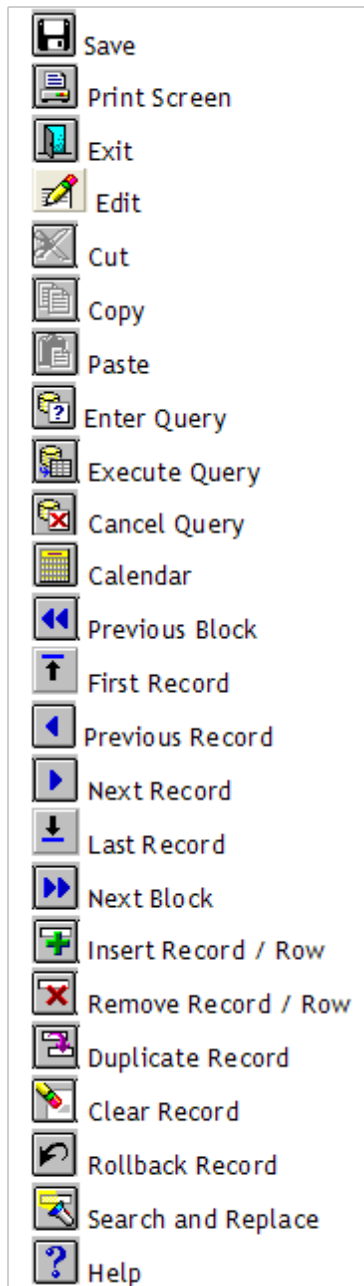 Save
Print Screen
Exit
Edit
Cut
Copy
Paste
Enter Query
Execute Query
Cancel Query
Calendar
Previous Block
First Record
Previous Record
Next Record
Last Record
Next Block
Insert Record / Row
Remove Record / Row
Duplicate Record
Clear Record
Rollback Record
Search and Replace
? Help